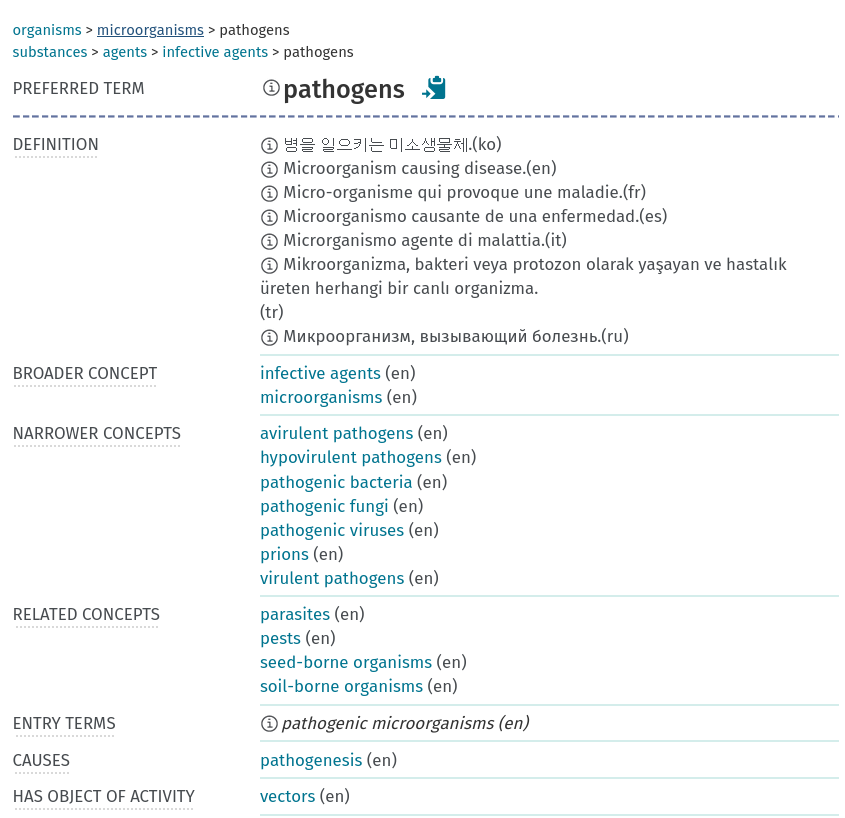 organisms > microorganisms > pathogens
substances > agents > infective agents > pathogens
PREFERRED TERM pathogens
DEFINITION 병을 일으키는 미소생물체.(ko)
Microorganism causing disease.(en)
Micro-organisme qui provoque une maladie.(fr)
Microorganismo causante de una enfermedad.(es)
Microrganismo agente di malattia.(it)
Mikroorganizma, bakteri veya protozon olarak yaşayan ve hastalık
üreten herhangi bir canlı organizma.
(tr)
Микроорганизм, вызывающий болезнь.(ru)
BROADER CONCEPT infective agents (en)
microorganisms (en)
NARROWER CONCEPTS avirulent pathogens (en)
hypovirulent pathogens (en)
pathogenic bacteria (en)
pathogenic fungi (en)
pathogenic viruses (en)
prions (en)
virulent pathogens (en)
RELATED CONCEPTS parasites (en)
pests (en)
seed-borne organisms (en)
soil-borne organisms (en)
ENTRY TERMS pathogenic microorganisms (en)
CAUSES pathogenesis (en)
HAS OBJECT OF ACTIVITY vectors (en)